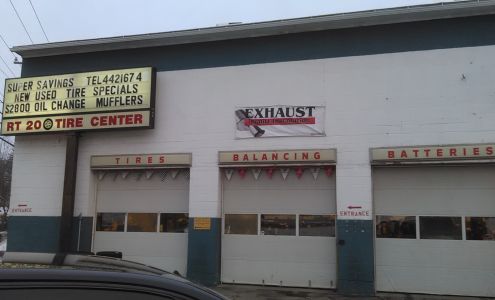 SUPER SAVINGS TEL4421674
NEW USED TIRE SPECIALS
$2800 OIL CHANGE MUFFLERS
RT 20 TIRE CENTER
EXHAUST
TIRES
BALANCING
BATTERIES
ENTRANCE
ENTRANCE